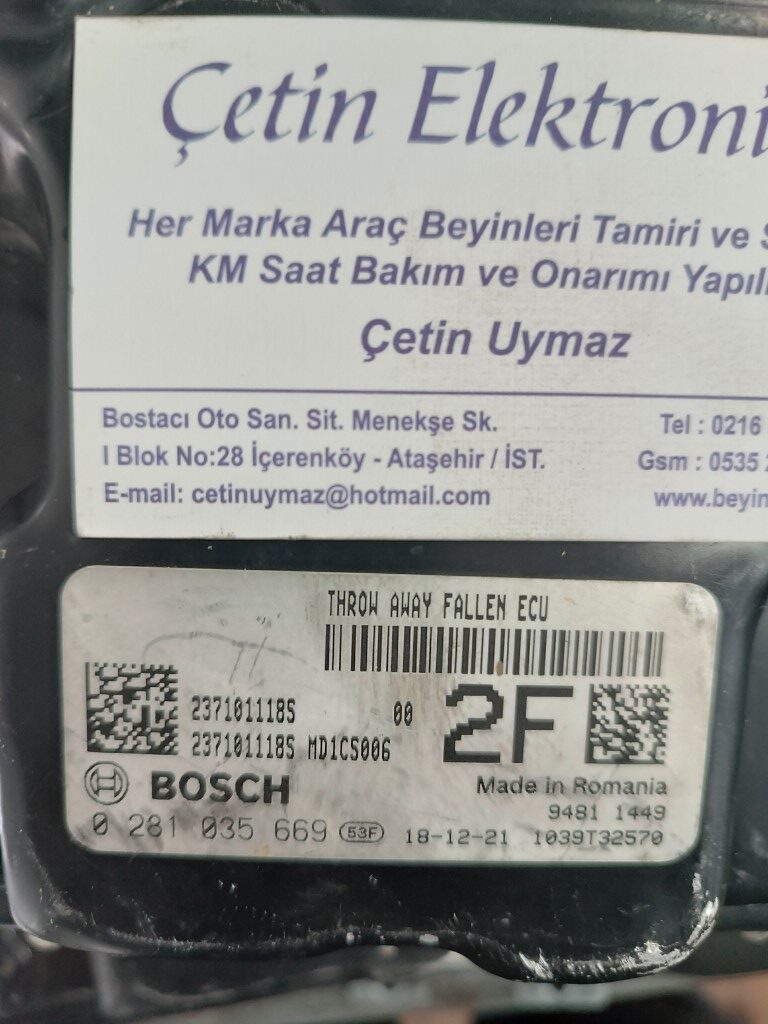 Çetin Elektroni
Her Marka Araç Beyinleri Tamiri ve S
KM Saat Bakım ve Onarımı Yapılı
Çetin Uymaz
Bostacı Oto San. Sit. Menekşe Sk.
I Blok No:28 İçerenköy - Ataşehir / İST.
E-mail: cetinuymaz@hotmail.com
Tel : 0216
Gsm : 0535 2
www.beyin
THROW AWAY FALLEN ECU
237101118S 00
237101118S MD1CS006
2F
BOSCH
Made in Romania
9481 1449
0 281 035 669 53F 18-12-21 1039T32570